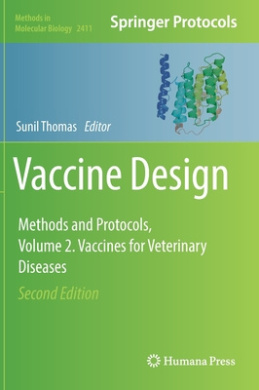 Methods in
Molecular Biology 2411
Springer Protocols
Sunil Thomas Editor
Vaccine Design
Methods and Protocols,
Volume 2. Vaccines for Veterinary
Diseases
Second Edition
Humana Press